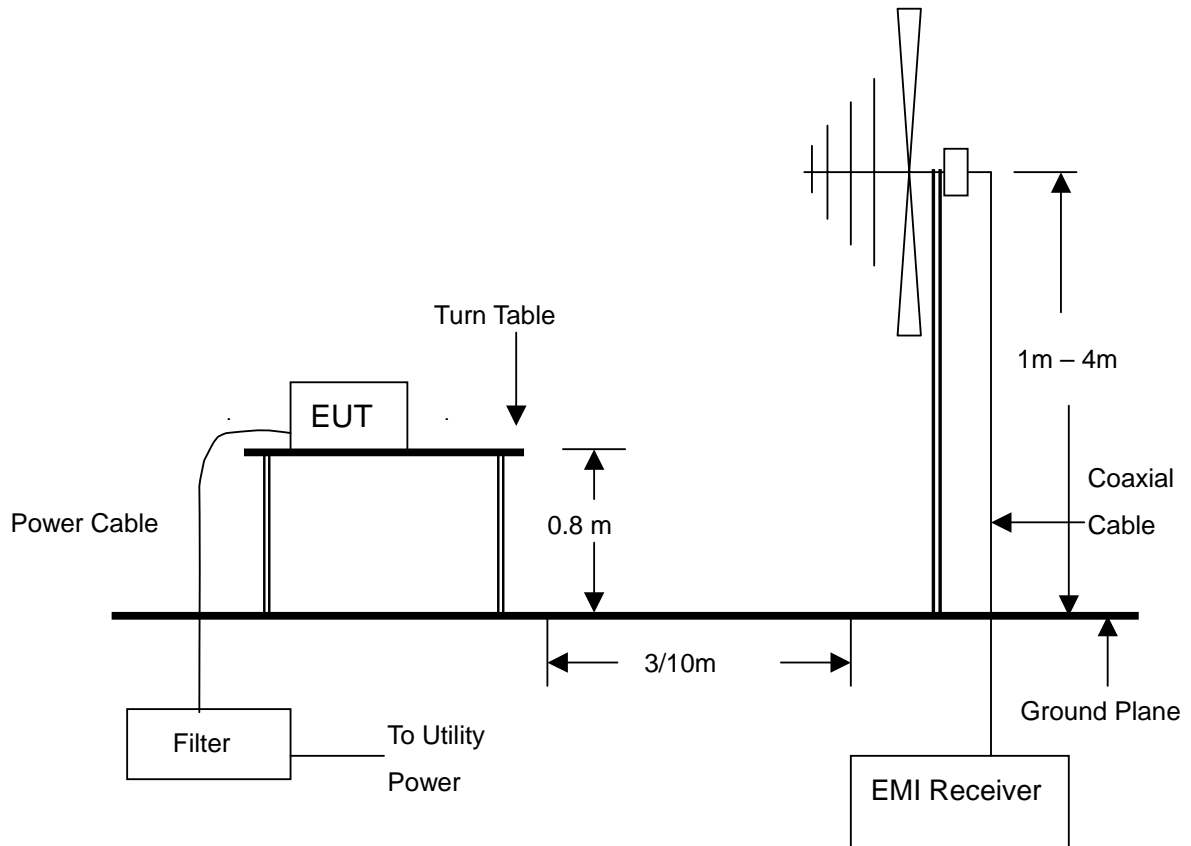 Turn Table
1m – 4m
EUT
Coaxial
Cable
Power Cable
0.8 m
3/10m
Ground Plane
Filter
To Utility
Power
EMI Receiver